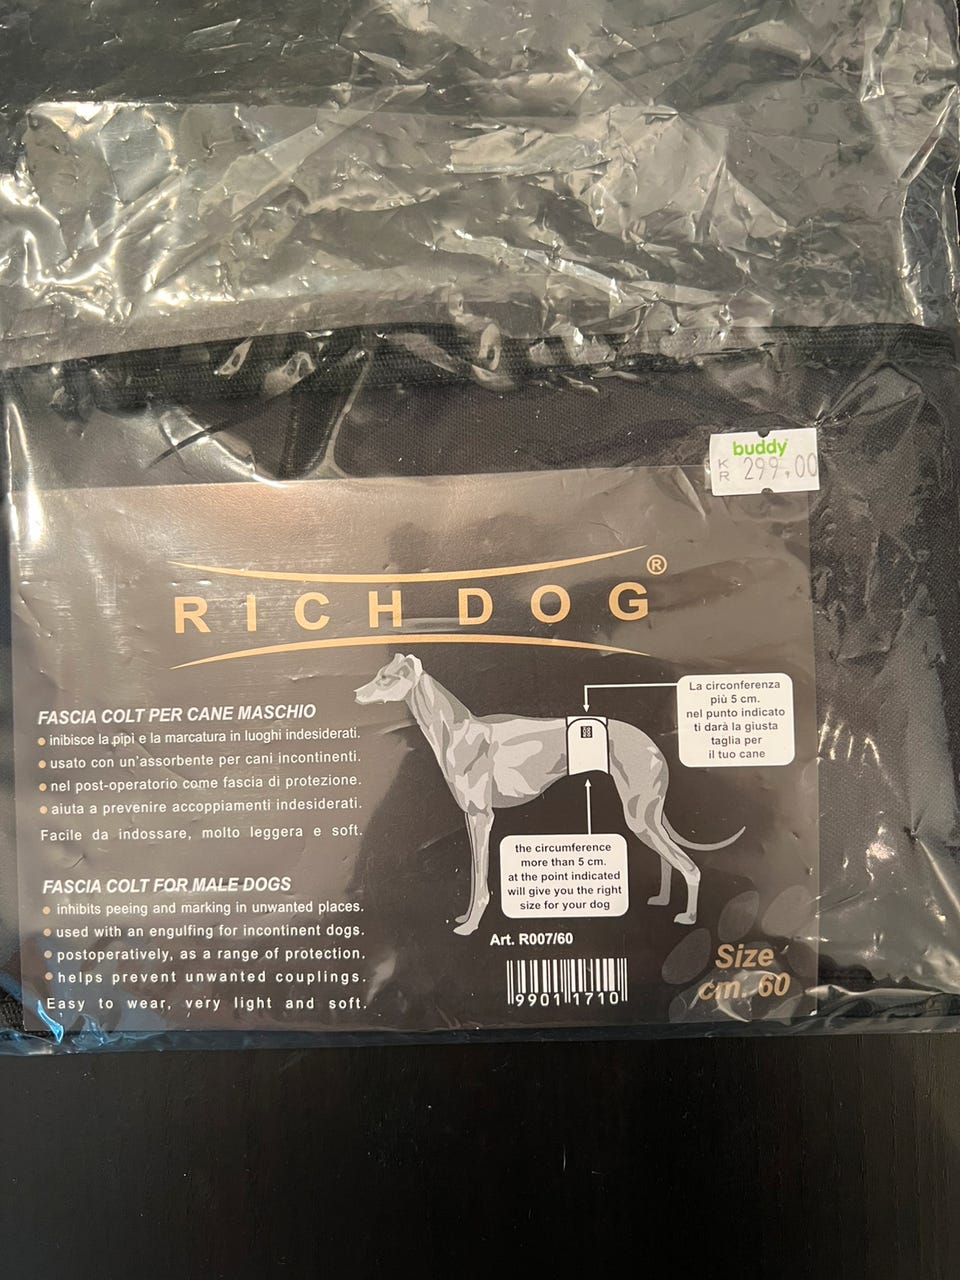 buddy
KR 299,00
RICHDOG®
FASCIA COLT PER CANE MASCHIO
• inibisce la pipi e la marcatura in luoghi indesiderati.
• usato con un'assorbente per cani incontinenti.
• nel post-operatorio come fascia di protezione.
• aiuta a prevenire accoppiamenti indesiderati.
Facile da indossare, molto leggera e soft.
La circonferenza
più 5 cm.
nel punto indicato
ti darà la giusta
taglia per
il tuo cane
FASCIA COLT FOR MALE DOGS
• inhibits peeing and marking in unwanted places.
• used with an engulfing for incontinent dogs.
• postoperatively, as a range of protection.
• helps prevent unwanted couplings.
Easy to wear, very light and soft.
the circumference
more than 5 cm.
at the point indicated
will give you the right
size for your dog
Art. R007/60
99011710
Size
cm. 60